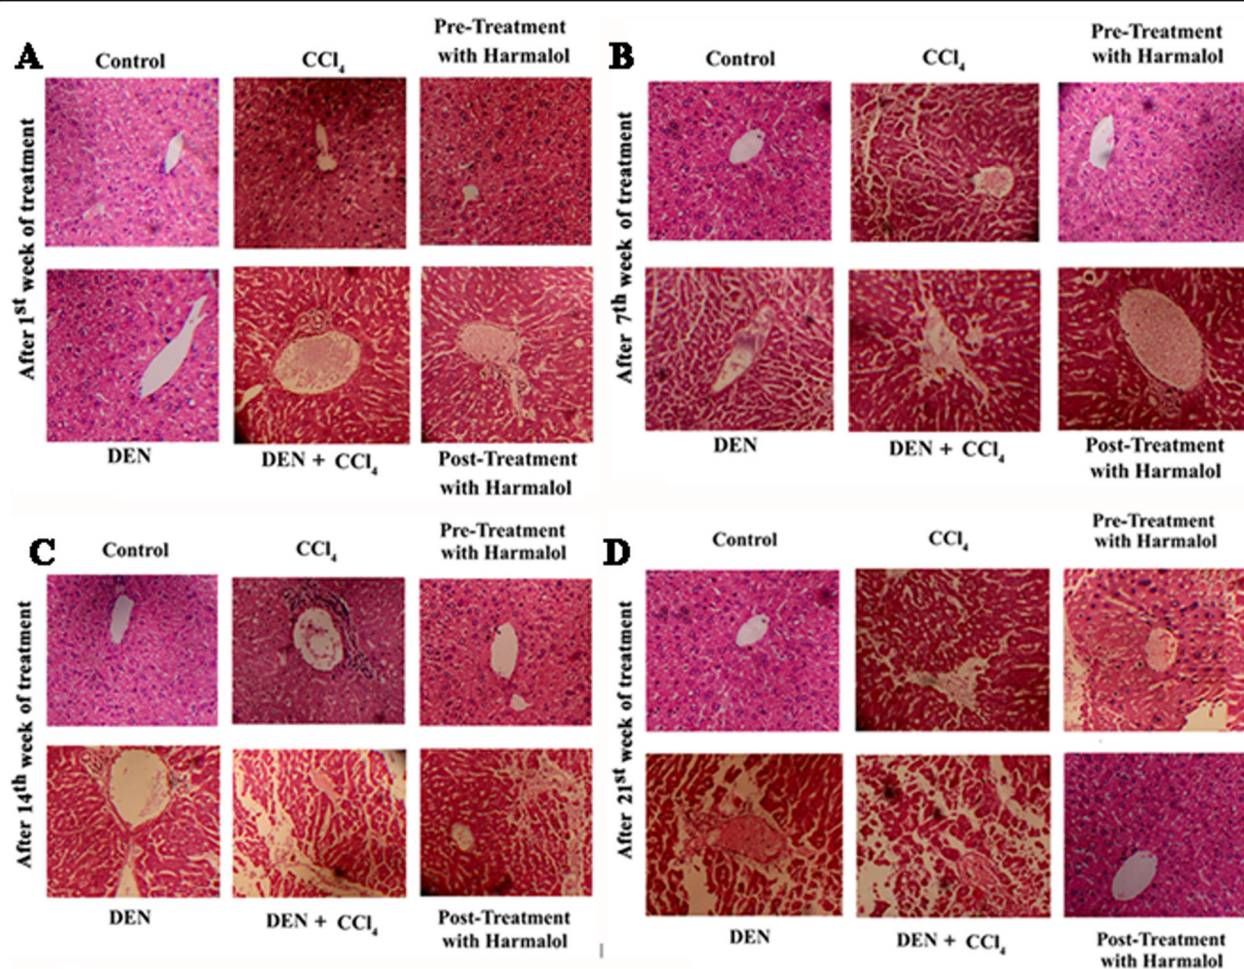 A
Control
CCl4
Pre-Treatment
with Harmalol
After 1st week of treatment
DEN
DEN + CCl4
Post-Treatment
with Harmalol
B
Control
CCl4
Pre-Treatment
with Harmalol
After 7th week of treatment
DEN
DEN + CCl4
Post-Treatment
with Harmalol
C
Control
CCl4
Pre-Treatment
with Harmalol
After 14th week of treatment
DEN
DEN + CCl4
Post-Treatment
with Harmalol
D
Control
CCl4
Pre-Treatment
with Harmalol
After 21st week of treatment
DEN
DEN + CCl4
Post-Treatment
with Harmalol